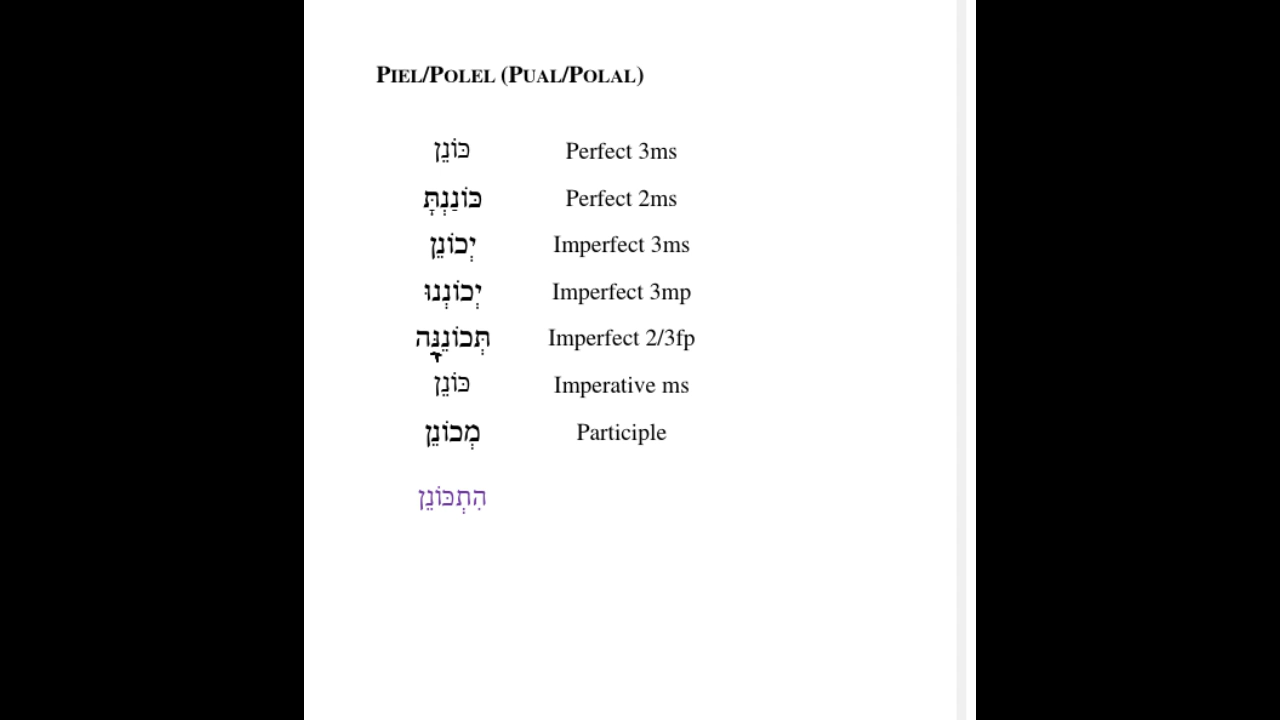 PIEL/POLEL (PUAL/POLAL)
כּוֹנֵן Perfect 3ms
כּוֹנַנְתָּ Perfect 2ms
יְכוֹנֵן Imperfect 3ms
יְכוֹנְנוּ Imperfect 3mp
תְּכוֹנֵנָּה Imperfect 2/3fp
כּוֹנֵן Imperative ms
מְכוֹנֵן Participle
הִתְכּוֹנֵן